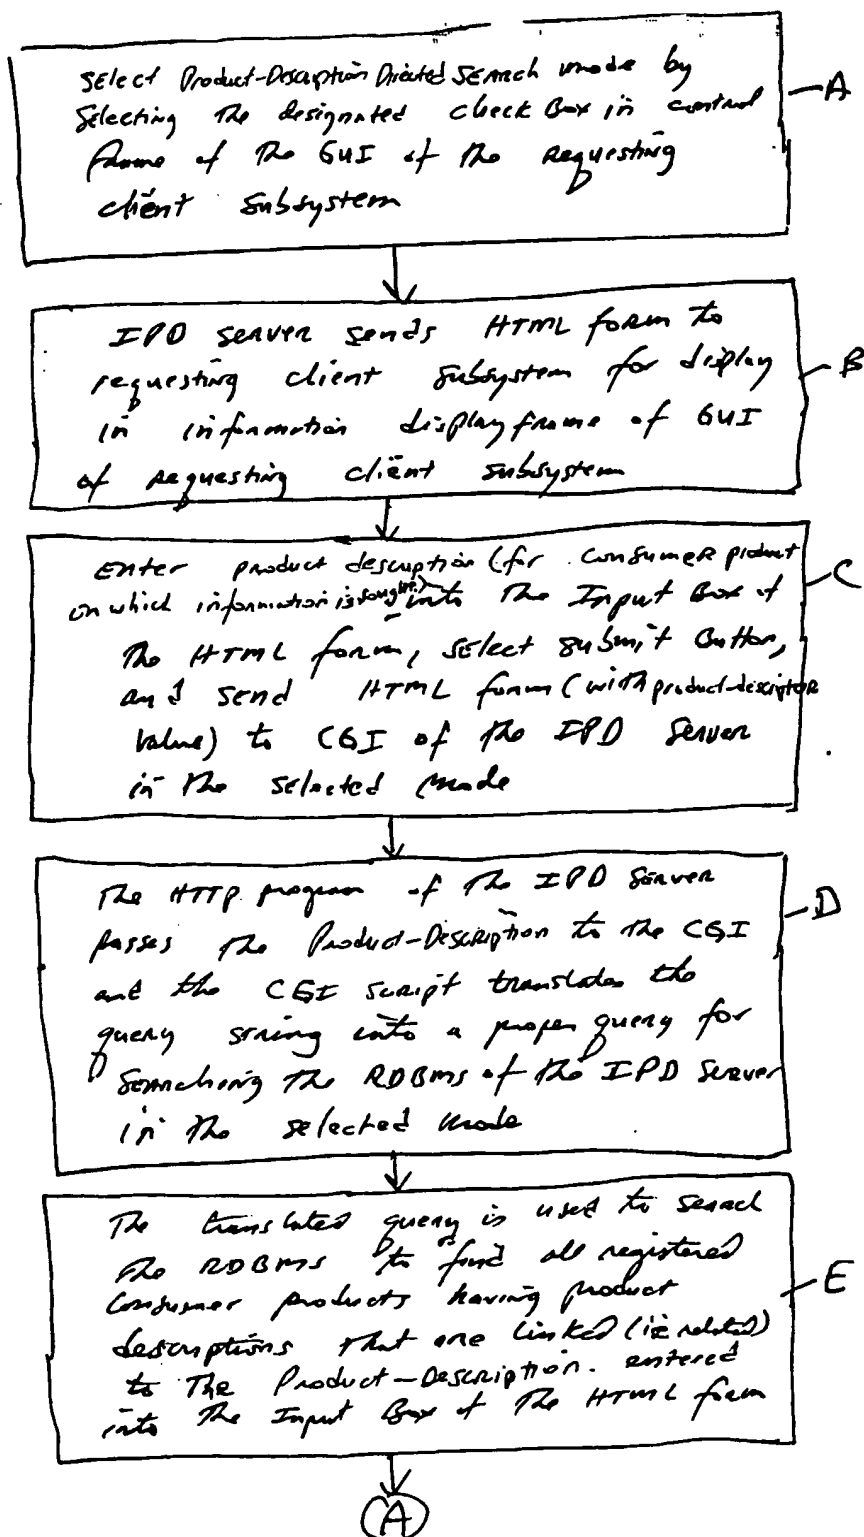 Select Product-Description Directed Search mode by
Selecting the designated check Box in control
frame of the GUI of the requesting
client subsystem
A
IPD Server sends HTML form to
requesting client subsystem for display
in information display frame of GUI
of requesting client subsystem
B
Enter product description (for consumer product
on which information is sought) into the Input Box of
the HTML form, select submit Button,
and send HTML form (with product-descriptor
value) to CGI of the IPD Server
in the selected mode
C
The HTTP program of the IPD Server
passes the Product-Description to the CGI
and the CGI script translates the
query string into a proper query for
Searching the RDBMS of the IPD Server
in the selected mode
D
The translated query is used to search
the RDBMS to find all registered
Consumer products having product
descriptions that are linked (ie related)
to the Product-Description. entered
into the Input Box of the HTML form
E
A